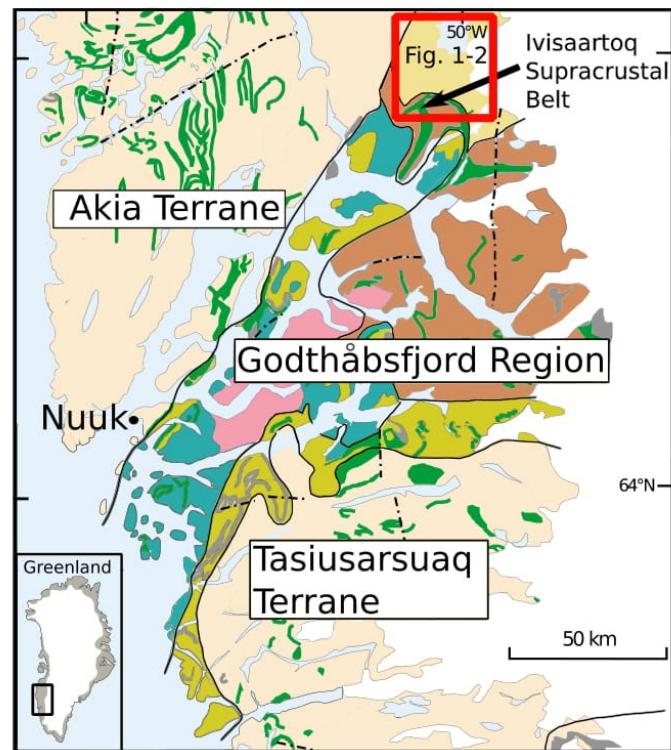 50°W
Fig. 1-2
Ivisaartoq
Supracrustal
Belt
Akia Terrane
Godthåbsfjord Region
Nuuk
64°N
Tasiusarsuaq
Terrane
Greenland
50 km